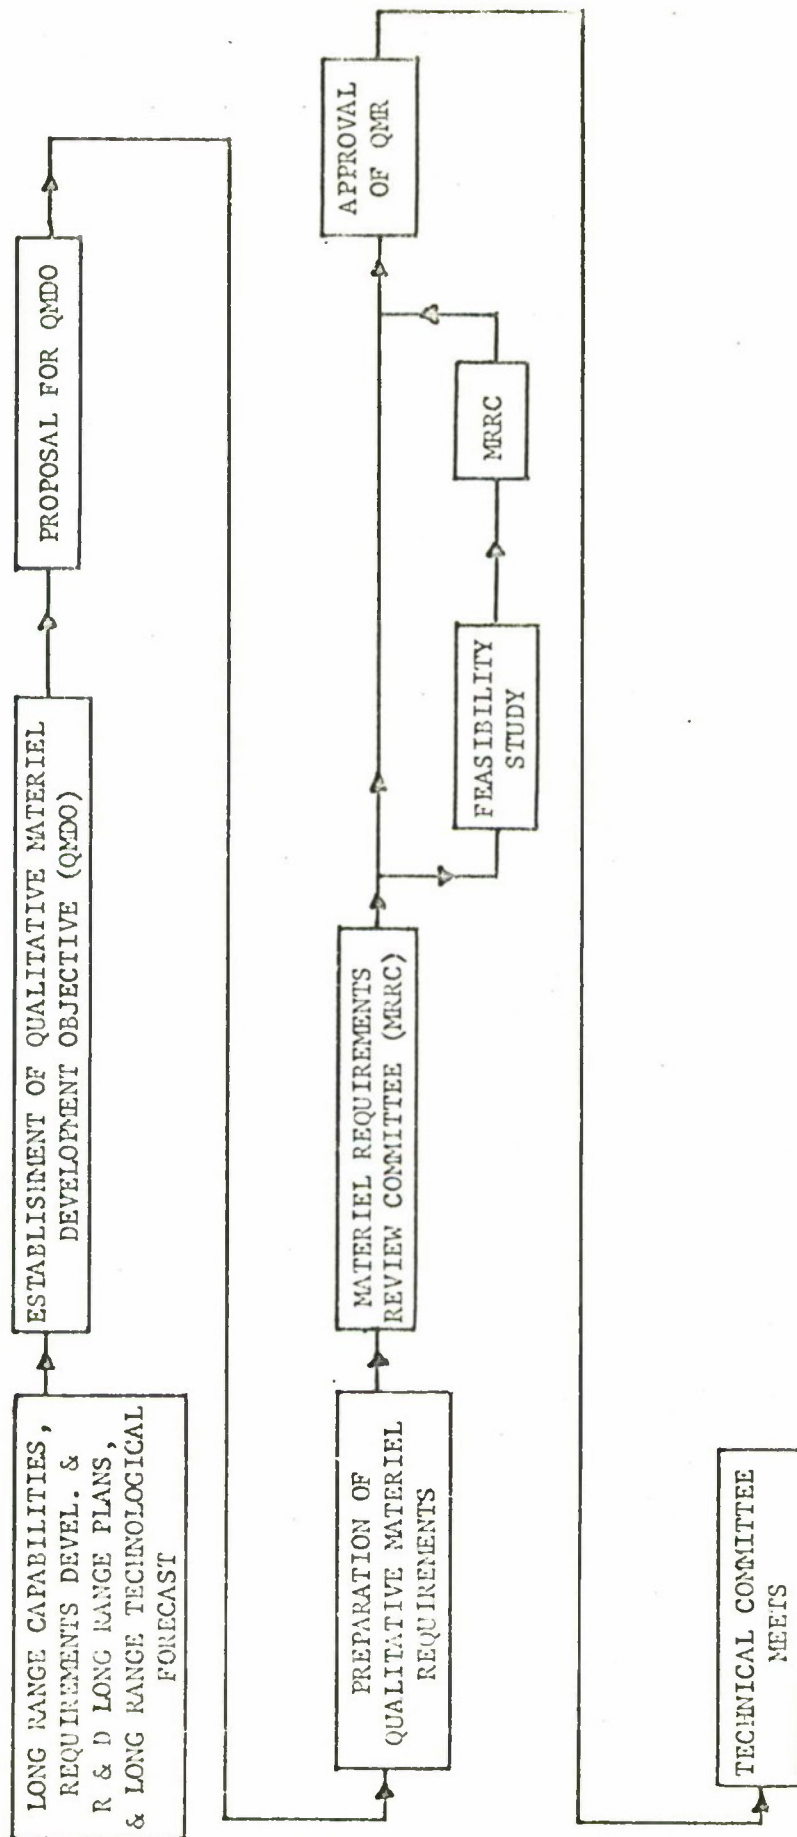 LONG RANGE CAPABILITIES,
REQUIREMENTS DEVEL. &
R & D LONG RANGE PLANS,
& LONG RANGE TECHNOLOGICAL
FORECAST
ESTABLISHMENT OF QUALITATIVE MATERIEL
DEVELOPMENT OBJECTIVE (QMDO)
PROPOSAL FOR QMDO
PREPARATION OF
QUALITATIVE MATERIEL
REQUIREMENTS
MATERIEL REQUIREMENTS
REVIEW COMMITTEE (MRRC)
FEASIBILITY
STUDY
MRRC
APPROVAL
OF QMR
TECHNICAL COMMITTEE
MEETS